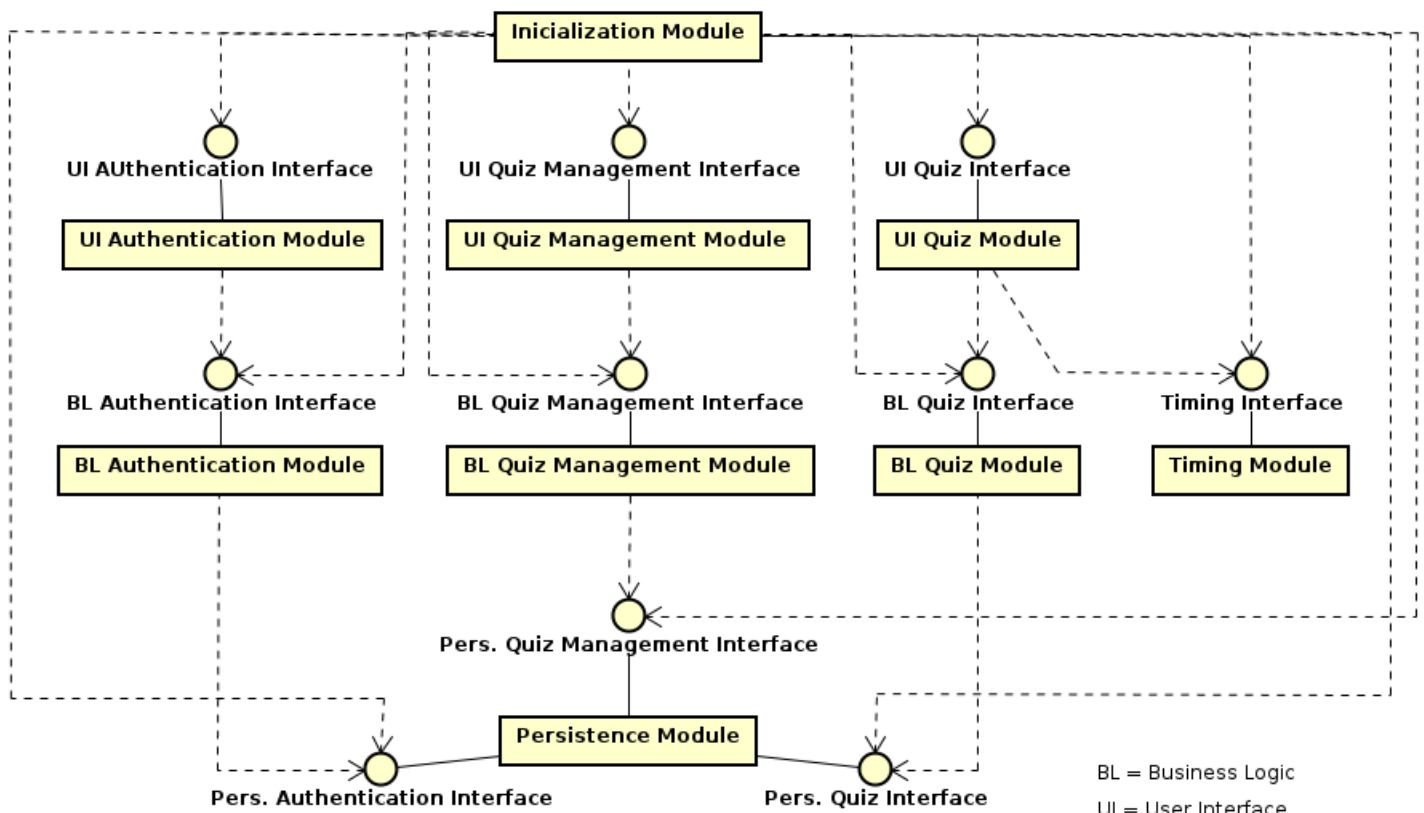 Inicialization Module
UI AUthentication Interface
UI Quiz Management Interface
UI Quiz Interface
UI Authentication Module
UI Quiz Management Module
UI Quiz Module
BL Authentication Interface
BL Quiz Management Interface
BL Quiz Interface
Timing Interface
BL Authentication Module
BL Quiz Management Module
BL Quiz Module
Timing Module
Pers. Quiz Management Interface
Persistence Module
Pers. Authentication Interface
Pers. Quiz Interface
BL = Business Logic
UI = User Interface